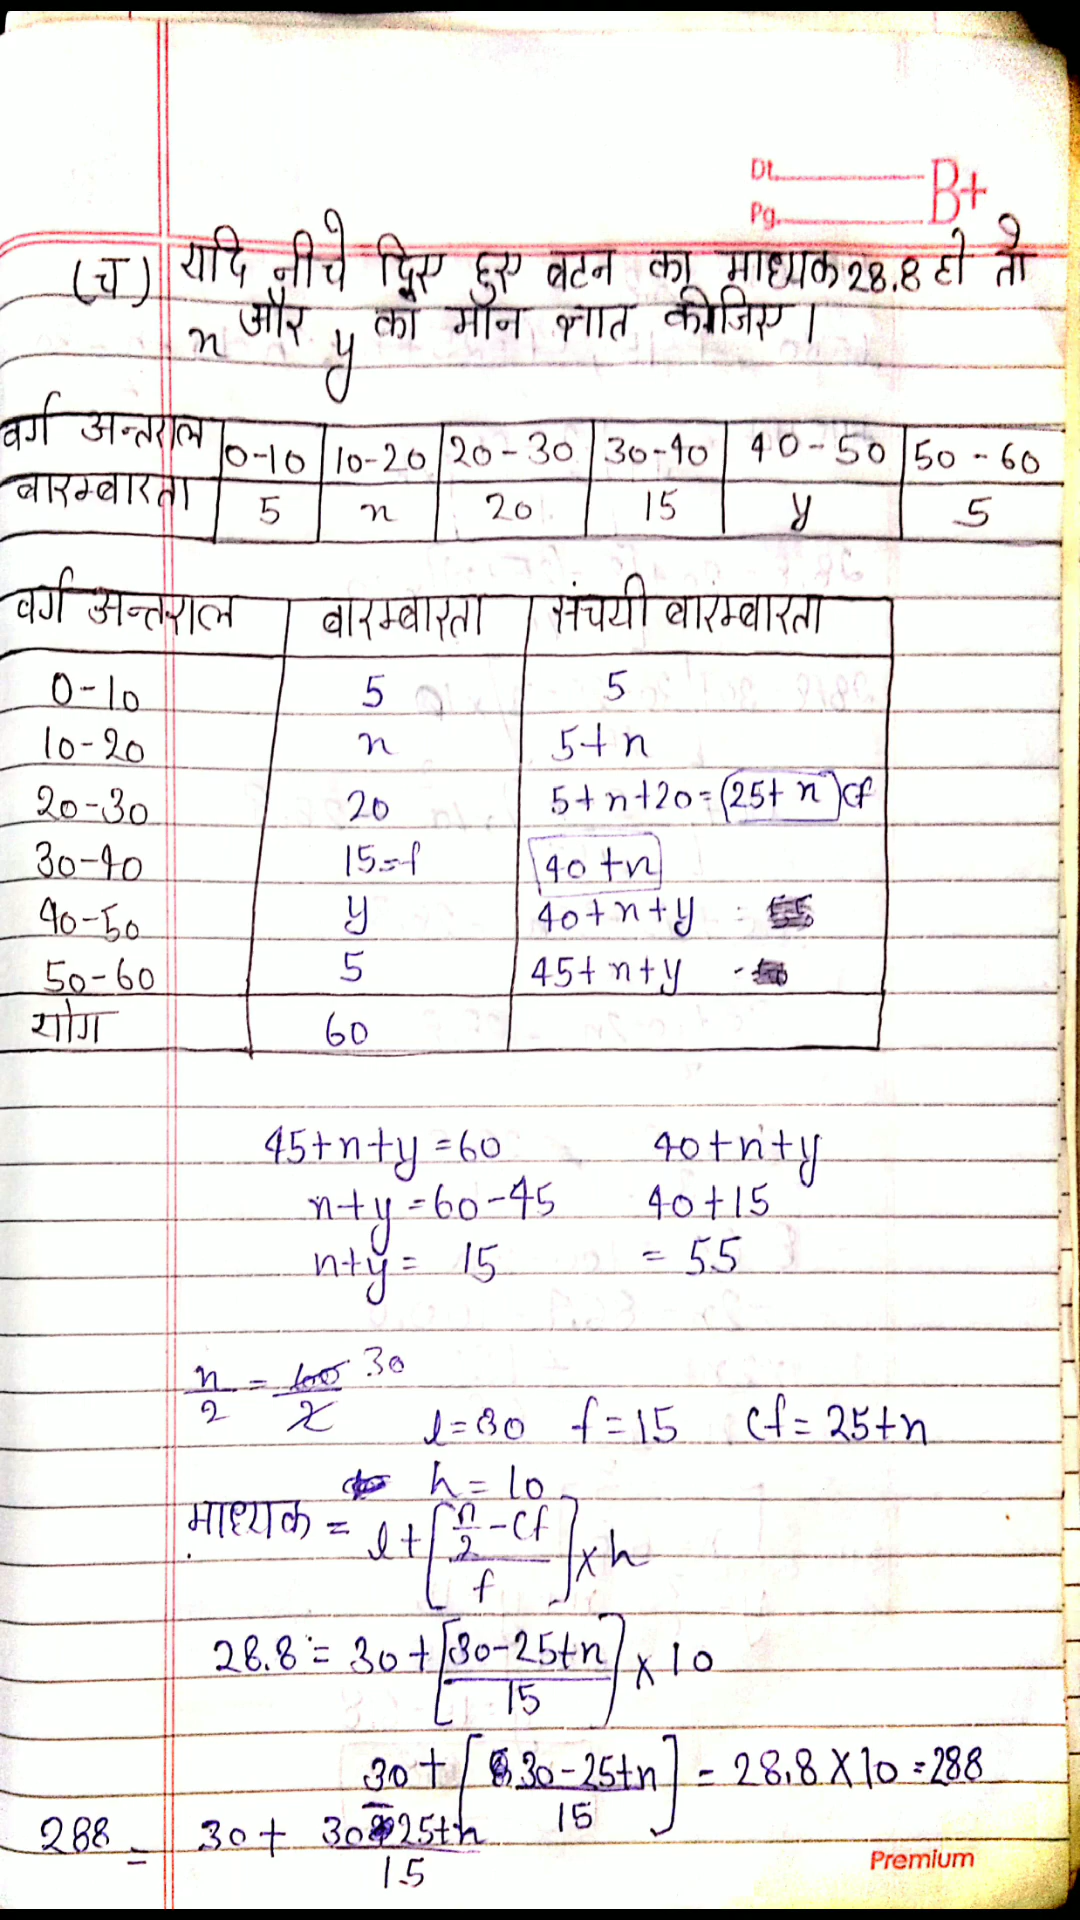 Dt.
B+
Pg.
(च) यदि नीचे दिए हुए बटन का माध्यक 28.8 हो तो
x और y का मान ज्ञात कीजिए।
वर्ग अन्तराल 0-10 10-20 20-30 30-40 40-50 50-60
बारम्बारता 5 x 20 15 y 5
वर्ग अन्तराल बारम्बारता संचयी बारंम्बारता
0-10 5 5
10-20 x 5+x
20-30 20 5+x+20=(25+x) cf
30-40 15=f 40+x
40-50 y 40+x+y
50-60 5 45+x+y
योग 60
45+x+y=60 40+x+y
x+y=60-45 40+15
x+y= 15 = 55
n/2 = 60/2 30
l=30 f=15 Cf=25+x
h=10
माध्यक = l+[(n/2-cf)/f]×h
28.8= 30+[(30-25+x)/15]×10
30+[(30-25+x)/15] = 28.8×10=288
288 = 30+ (30-25+x)/15
Premium